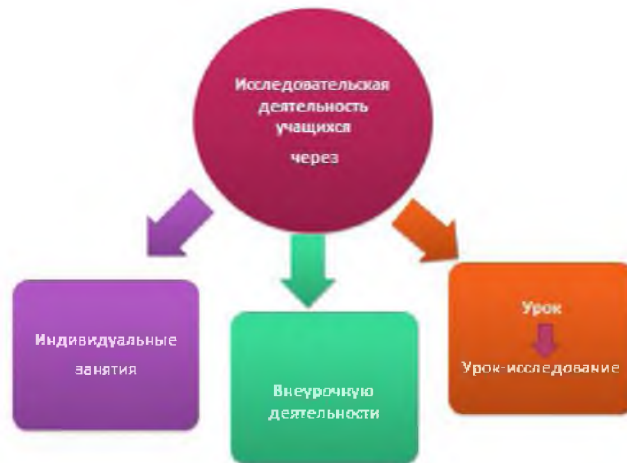 Исследовательская
деятельность
учащихся
через
Индивидуальные
занятия
Внеурочную
деятельности
Урок
Урок-исследование